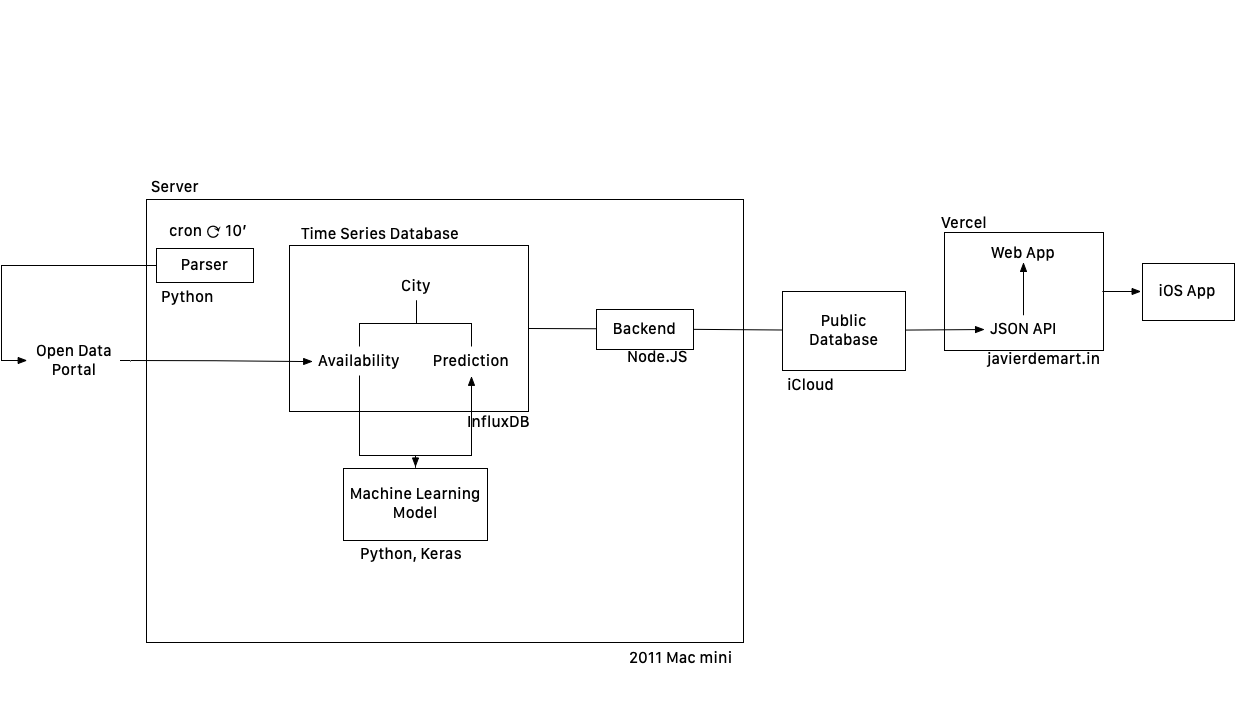 Server
cron ⟳ 10′
Parser
Python
Time Series Database
City
Availability
Prediction
InfluxDB
Open Data
Portal
Machine Learning
Model
Python, Keras
Backend
Node.JS
2011 Mac mini
Public
Database
iCloud
Vercel
Web App
JSON API
javierdemart.in
iOS App